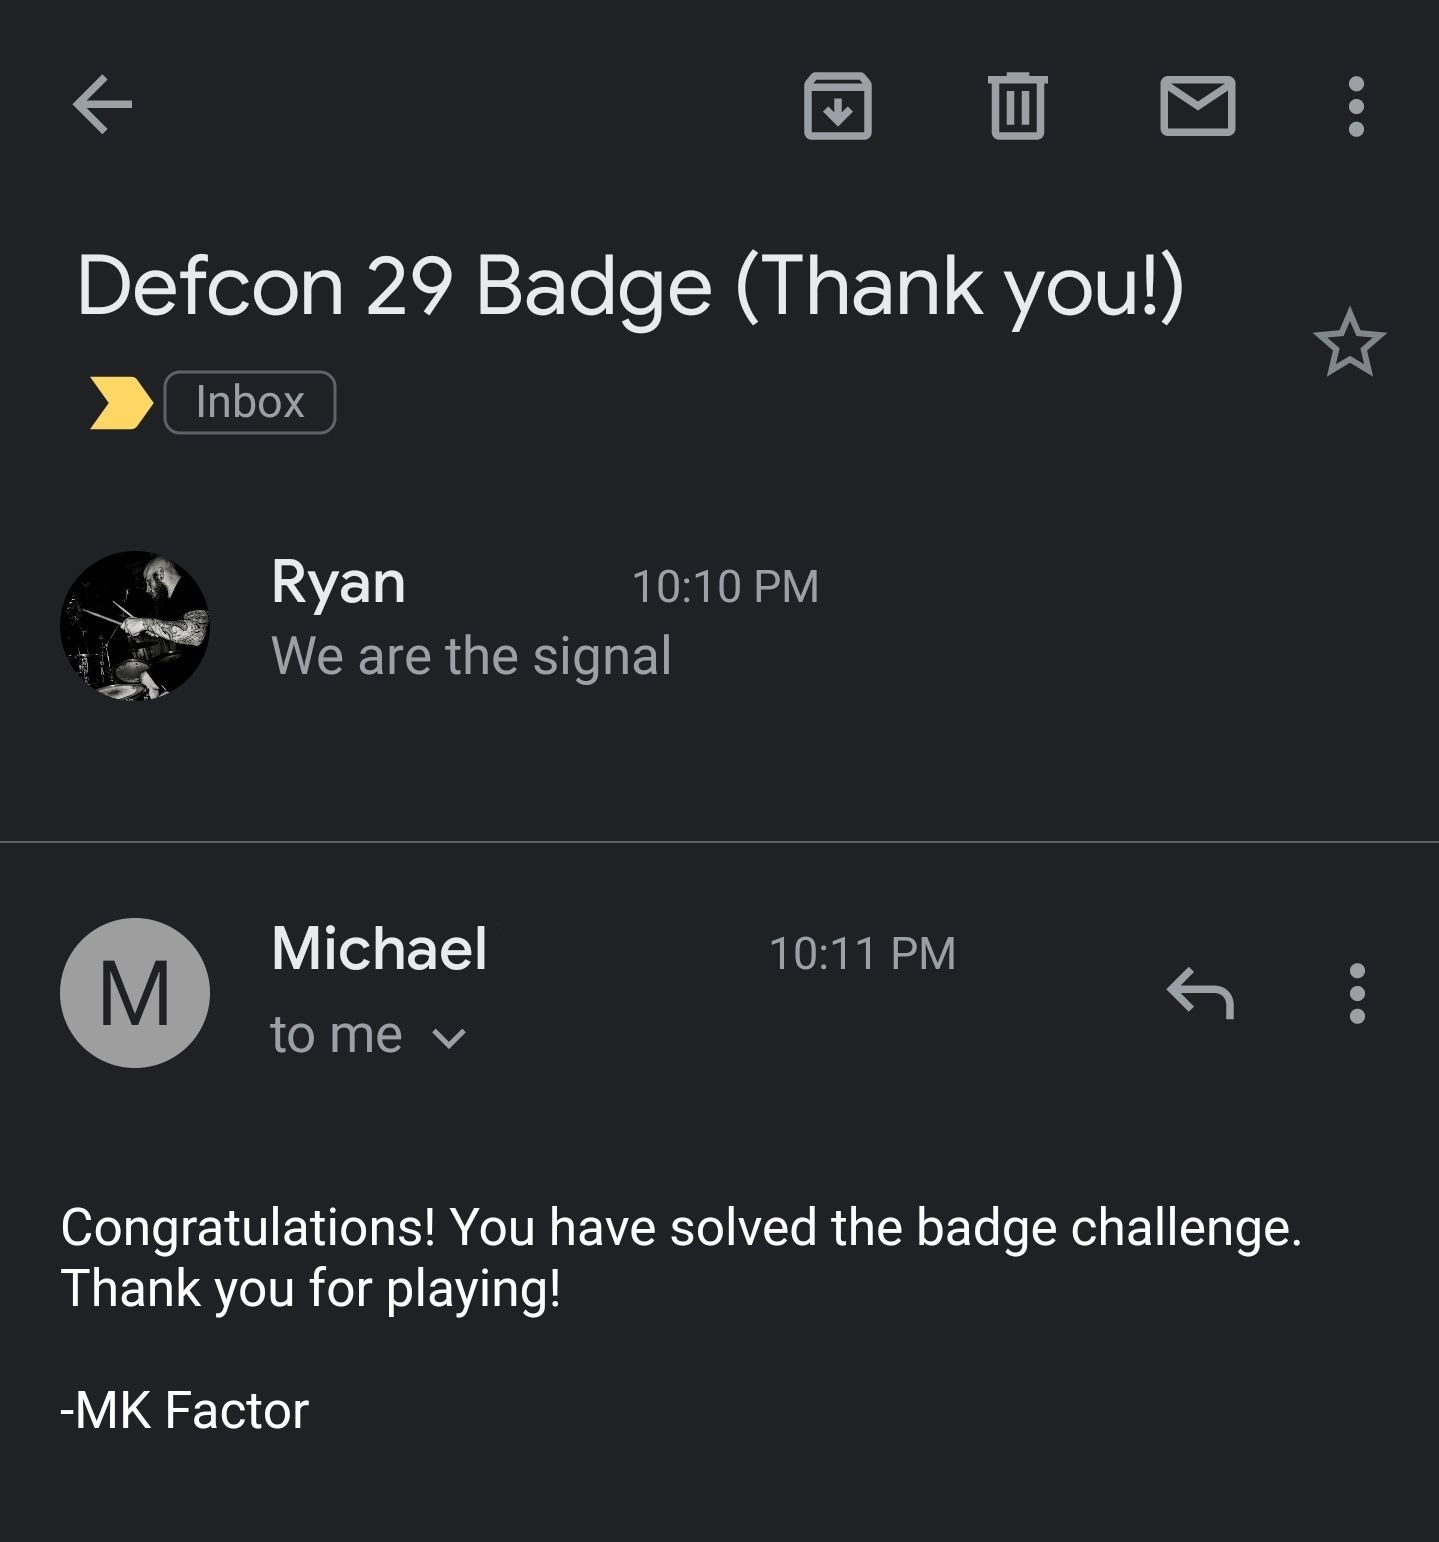 Defcon 29 Badge (Thank you!)
Inbox
Ryan 10:10 PM
We are the signal
M
Michael 10:11 PM
to me
Congratulations! You have solved the badge challenge.
Thank you for playing!
-MK Factor